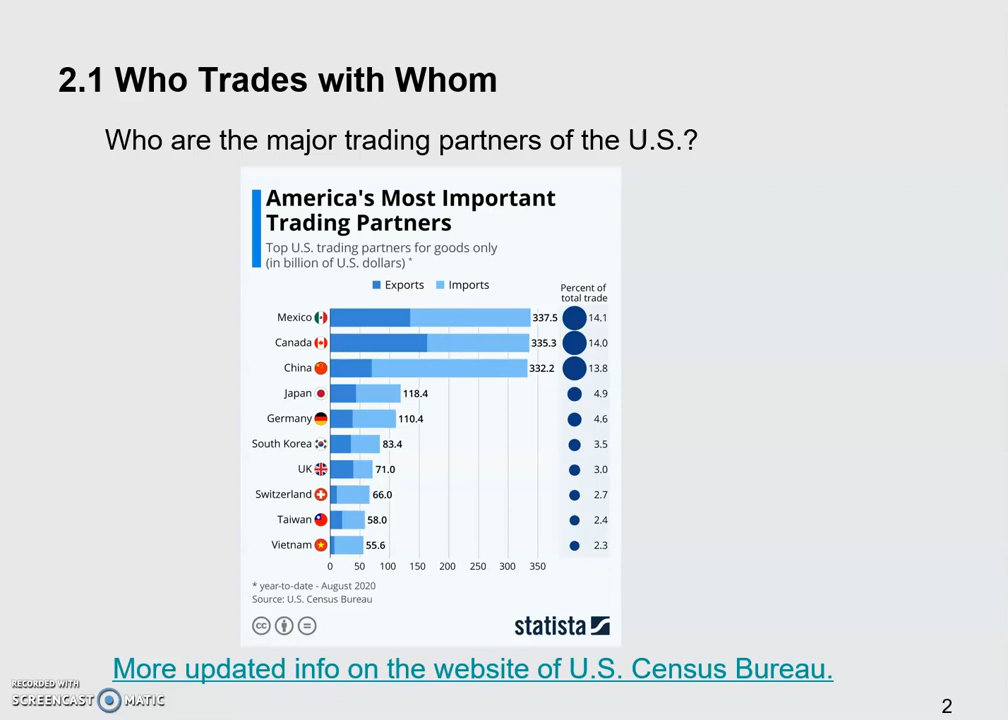 2.1 Who Trades with Whom
Who are the major trading partners of the U.S.?
America's Most Important
Trading Partners
Top U.S. trading partners for goods only
(in billion of U.S. dollars) *
Exports Imports
Percent of
total trade
Mexico 337.5 14.1
Canada 335.3 14.0
China 332.2 13.8
Japan 118.4 4.9
Germany 110.4 4.6
South Korea 83.4 3.5
UK 71.0 3.0
Switzerland 66.0 2.7
Taiwan 58.0 2.4
Vietnam 55.6 2.3
0 50 100 150 200 250 300 350
* year-to-date - August 2020
Source: U.S. Census Bureau
cc
statista
More updated info on the website of U.S. Census Bureau.
RECORDED WITH
SCREENCAST MATIC
2